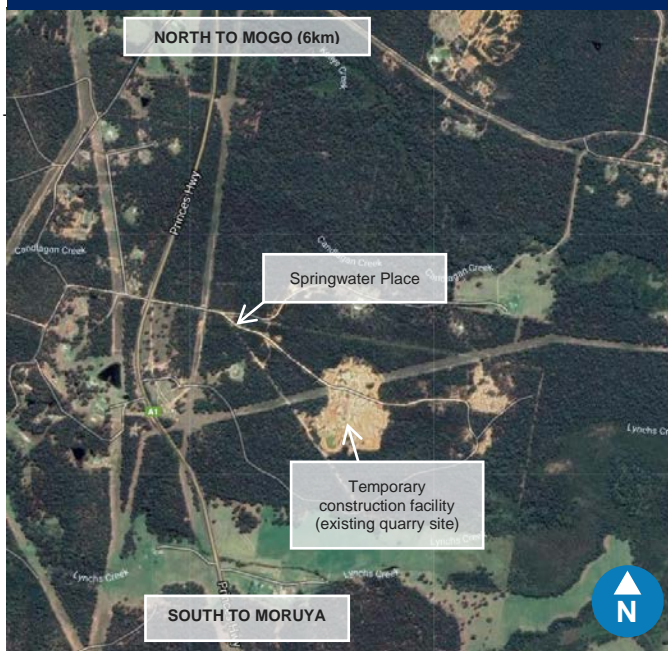 NORTH TO MOGO (6km)
Princes Hwy
Candlagan Creek
Candlagan Creek
Candlagan Creek
Springwater Place
A1
Lynchs
Temporary
construction facility
(existing quarry site)
Lynchs Creek
Lynchs Creek
Lynchs Creek
SOUTH TO MORUYA
N